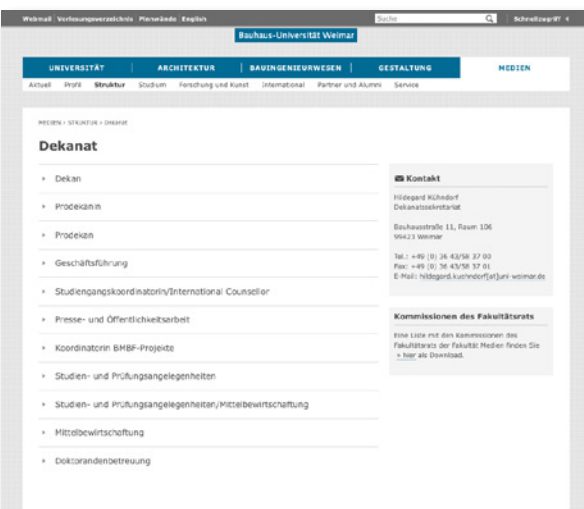 Webmail Vorlesungsverzeichnis Pinnwände English Suche Schnellzugriff
Bauhaus-Universität Weimar
UNIVERSITÄT ARCHITEKTUR BAUINGENIEURWESEN GESTALTUNG MEDIEN
Aktuell Profil Struktur Studium Forschung und Kunst International Partner und Alumni Service
MEDIEN > STRUKTUR > Dekanat
Dekanat
Dekan
Prodekanin
Prodekan
Geschäftsführung
Studiengangskoordinatorin/International Counsellor
Presse- und Öffentlichkeitsarbeit
Koordinatorin BMBF-Projekte
Studien- und Prüfungsangelegenheiten
Studien- und Prüfungsangelegenheiten/Mittelbewirtschaftung
Mittelbewirtschaftung
Doktorandenbetreuung
Kontakt
Hildegard Kühndorf
Dekanatssekretariat
Bauhausstraße 11, Raum 106
99423 Weimar
Tel.: +49 (0) 36 43/58 37 00
Fax: +49 (0) 36 43/58 37 01
E-Mail: hildegard.kuehndorf[at]uni-weimar.de
Kommissionen des Fakultätsrats
Eine Liste mit den Kommissionen des
Fakultätsrats der Fakultät Medien finden Sie
> hier als Download.